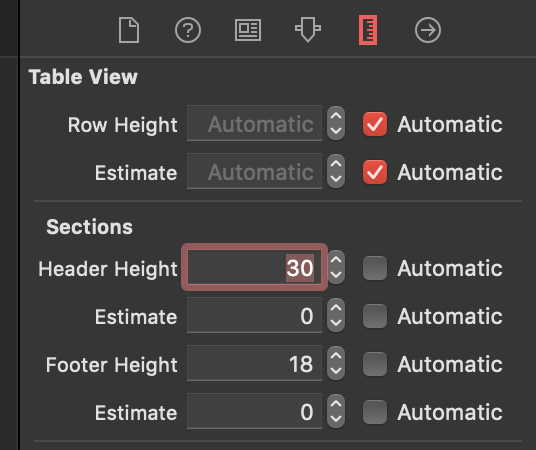 Table View
Row Height Automatic Automatic
Estimate Automatic Automatic
Sections
Header Height 30 Automatic
Estimate 0 Automatic
Footer Height 18 Automatic
Estimate 0 Automatic